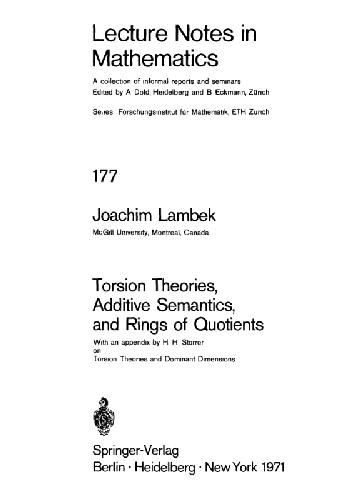 Lecture Notes in
Mathematics
A collection of informal reports and seminars
Edited by A. Dold, Heidelberg and B. Eckmann, Zürich
Series: Forschungsinstitut für Mathematik, ETH Zürich
177
Joachim Lambek
McGill University, Montreal, Canada
Torsion Theories,
Additive Semantics,
and Rings of Quotients
With an appendix by H. H. Storrer
on
Torsion Theories and Dominant Dimensions
Springer-Verlag
Berlin · Heidelberg · New York 1971